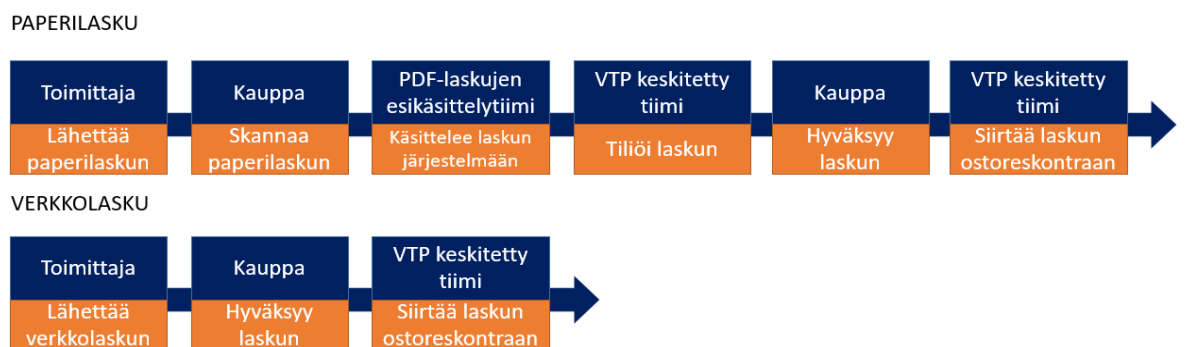 PAPERILASKU
Toimittaja
Lähettää
paperilaskun
Kauppa
Skannaa
paperilaskun
PDF-laskujen
esikäsittelytiimi
Käsittelee laskun
järjestelmään
VTP keskitetty
tiimi
Tiliöi laskun
Kauppa
Hyväksyy
laskun
VTP keskitetty
tiimi
Siirtää laskun
ostoreskontraan
VERKKOLASKU
Toimittaja
Lähettää
verkkolaskun
Kauppa
Hyväksyy
laskun
VTP keskitetty
tiimi
Siirtää laskun
ostoreskontraan